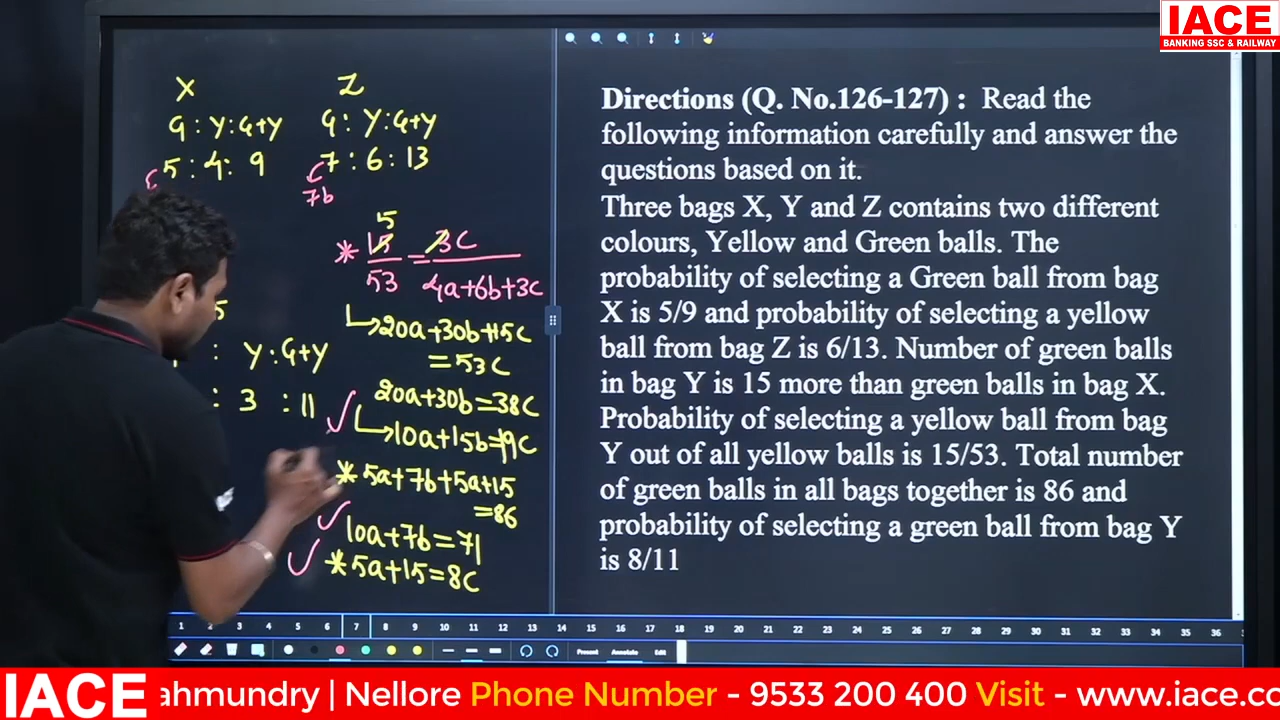 IACE
BANKING SSC & RAILWAY
X
G : Y : G+Y
5 : 4 : 9
Z
G : Y : G+Y
7 : 6 : 13
7b
5
* 15/53 = 3C/4a+6b+3C
20a+30b+15C
= 53C
20a+30b=38C
10a+15b=19C
* 5a+7b+5a+15
=86
10a+7b=71
* 5a+15=8C
5
: Y : G+Y
: 3 : 11
Directions (Q. No.126-127) : Read the
following information carefully and answer the
questions based on it.
Three bags X, Y and Z contains two different
colours, Yellow and Green balls. The
probability of selecting a Green ball from bag
X is 5/9 and probability of selecting a yellow
ball from bag Z is 6/13. Number of green balls
in bag Y is 15 more than green balls in bag X.
Probability of selecting a yellow ball from bag
Y out of all yellow balls is 15/53. Total number
of green balls in all bags together is 86 and
probability of selecting a green ball from bag Y
is 8/11
1 2 3 4 5 6 7 8 9 10 11 12 13 14 15 16 17 18 19 20 21 22 23 24 25 26 27 28 29 30 31 32 33 34 35 36
Present Annotate Edit
IACE ahmundry | Nellore Phone Number - 9533 200 400 Visit - www.iace.co